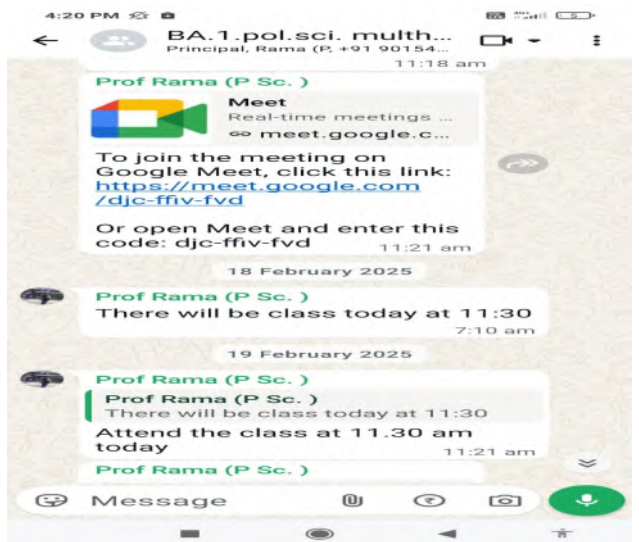 4:20 PM
BA.1.pol.sci. multh...
Principal, Rama (P, +91 90154...
11:18 am
Prof Rama (P Sc. )
Meet
Real-time meetings ...
meet.google.c...
To join the meeting on
Google Meet, click this link:
https://meet.google.com
/djc-ffiv-fvd
Or open Meet and enter this
code: djc-ffiv-fvd
11:21 am
18 February 2025
Prof Rama (P Sc. )
There will be class today at 11:30
7:10 am
19 February 2025
Prof Rama (P Sc. )
Prof Rama (P Sc. )
There will be class today at 11:30
Attend the class at 11.30 am
today
11:21 am
Prof Rama (P Sc. )
Message